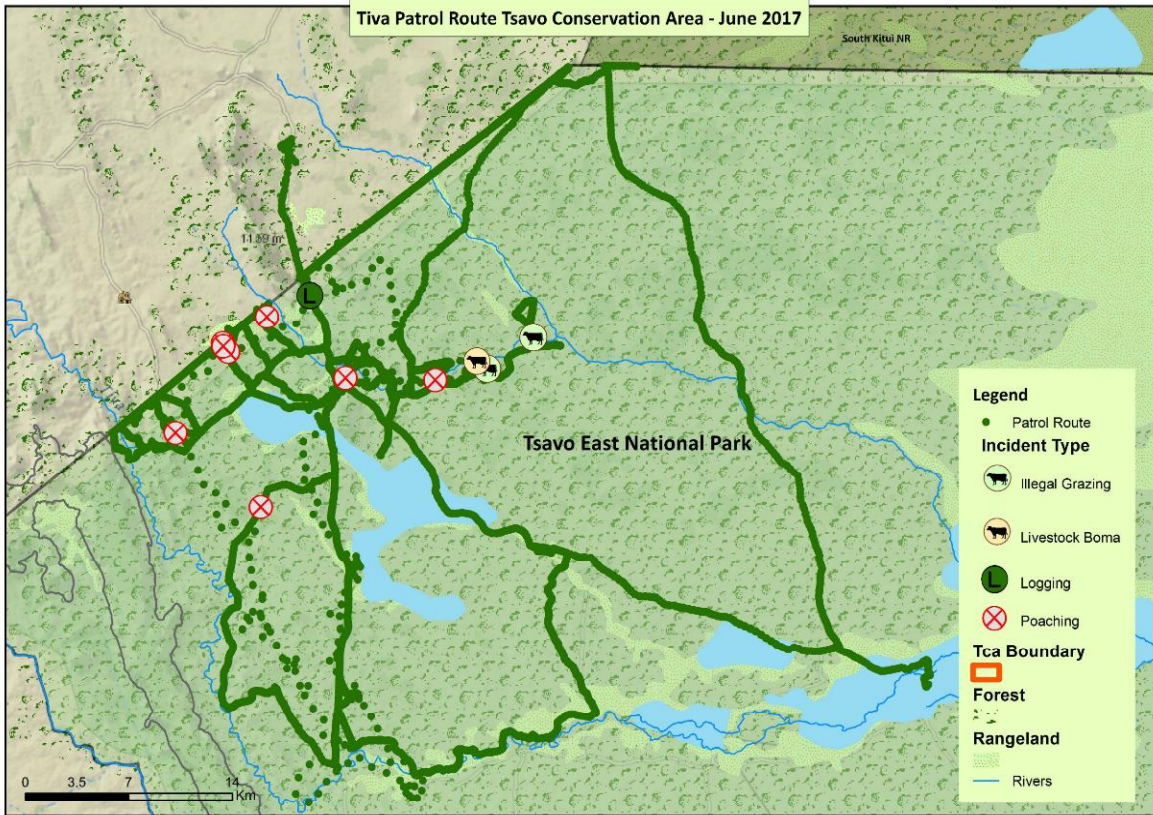 Tiva Patrol Route Tsavo Conservation Area - June 2017
South Kitui NR
Tsavo East National Park
Legend
Patrol Route
Incident Type
Illegal Grazing
Livestock Boma
L
Logging
Poaching
Tca Boundary
Forest
Rangeland
Rivers
0 3.5 7 14
Km